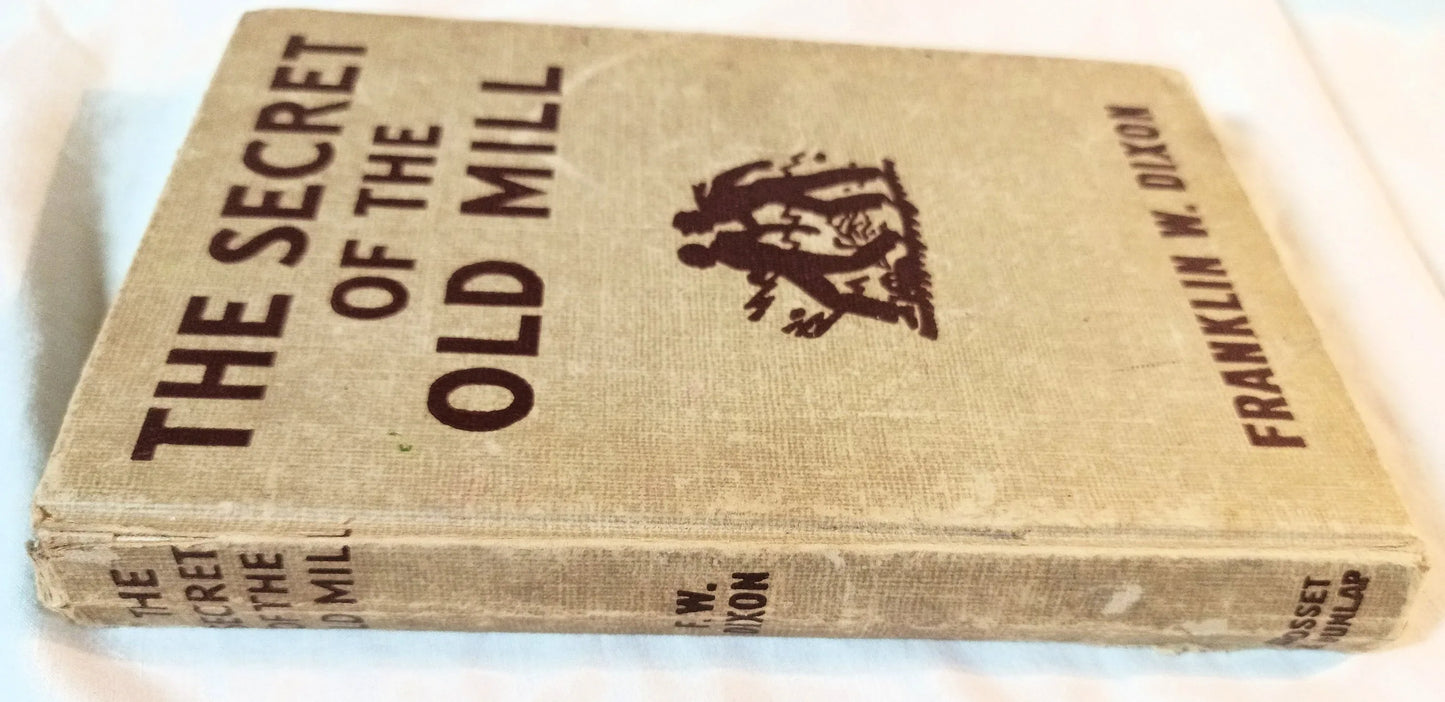 THE SECRET
OF THE
OLD MILL
FRANKLIN W. DIXON
THE
SECRET
OF THE
OLD MILL
F. W.
DIXON
GROSSET
DUNLAP